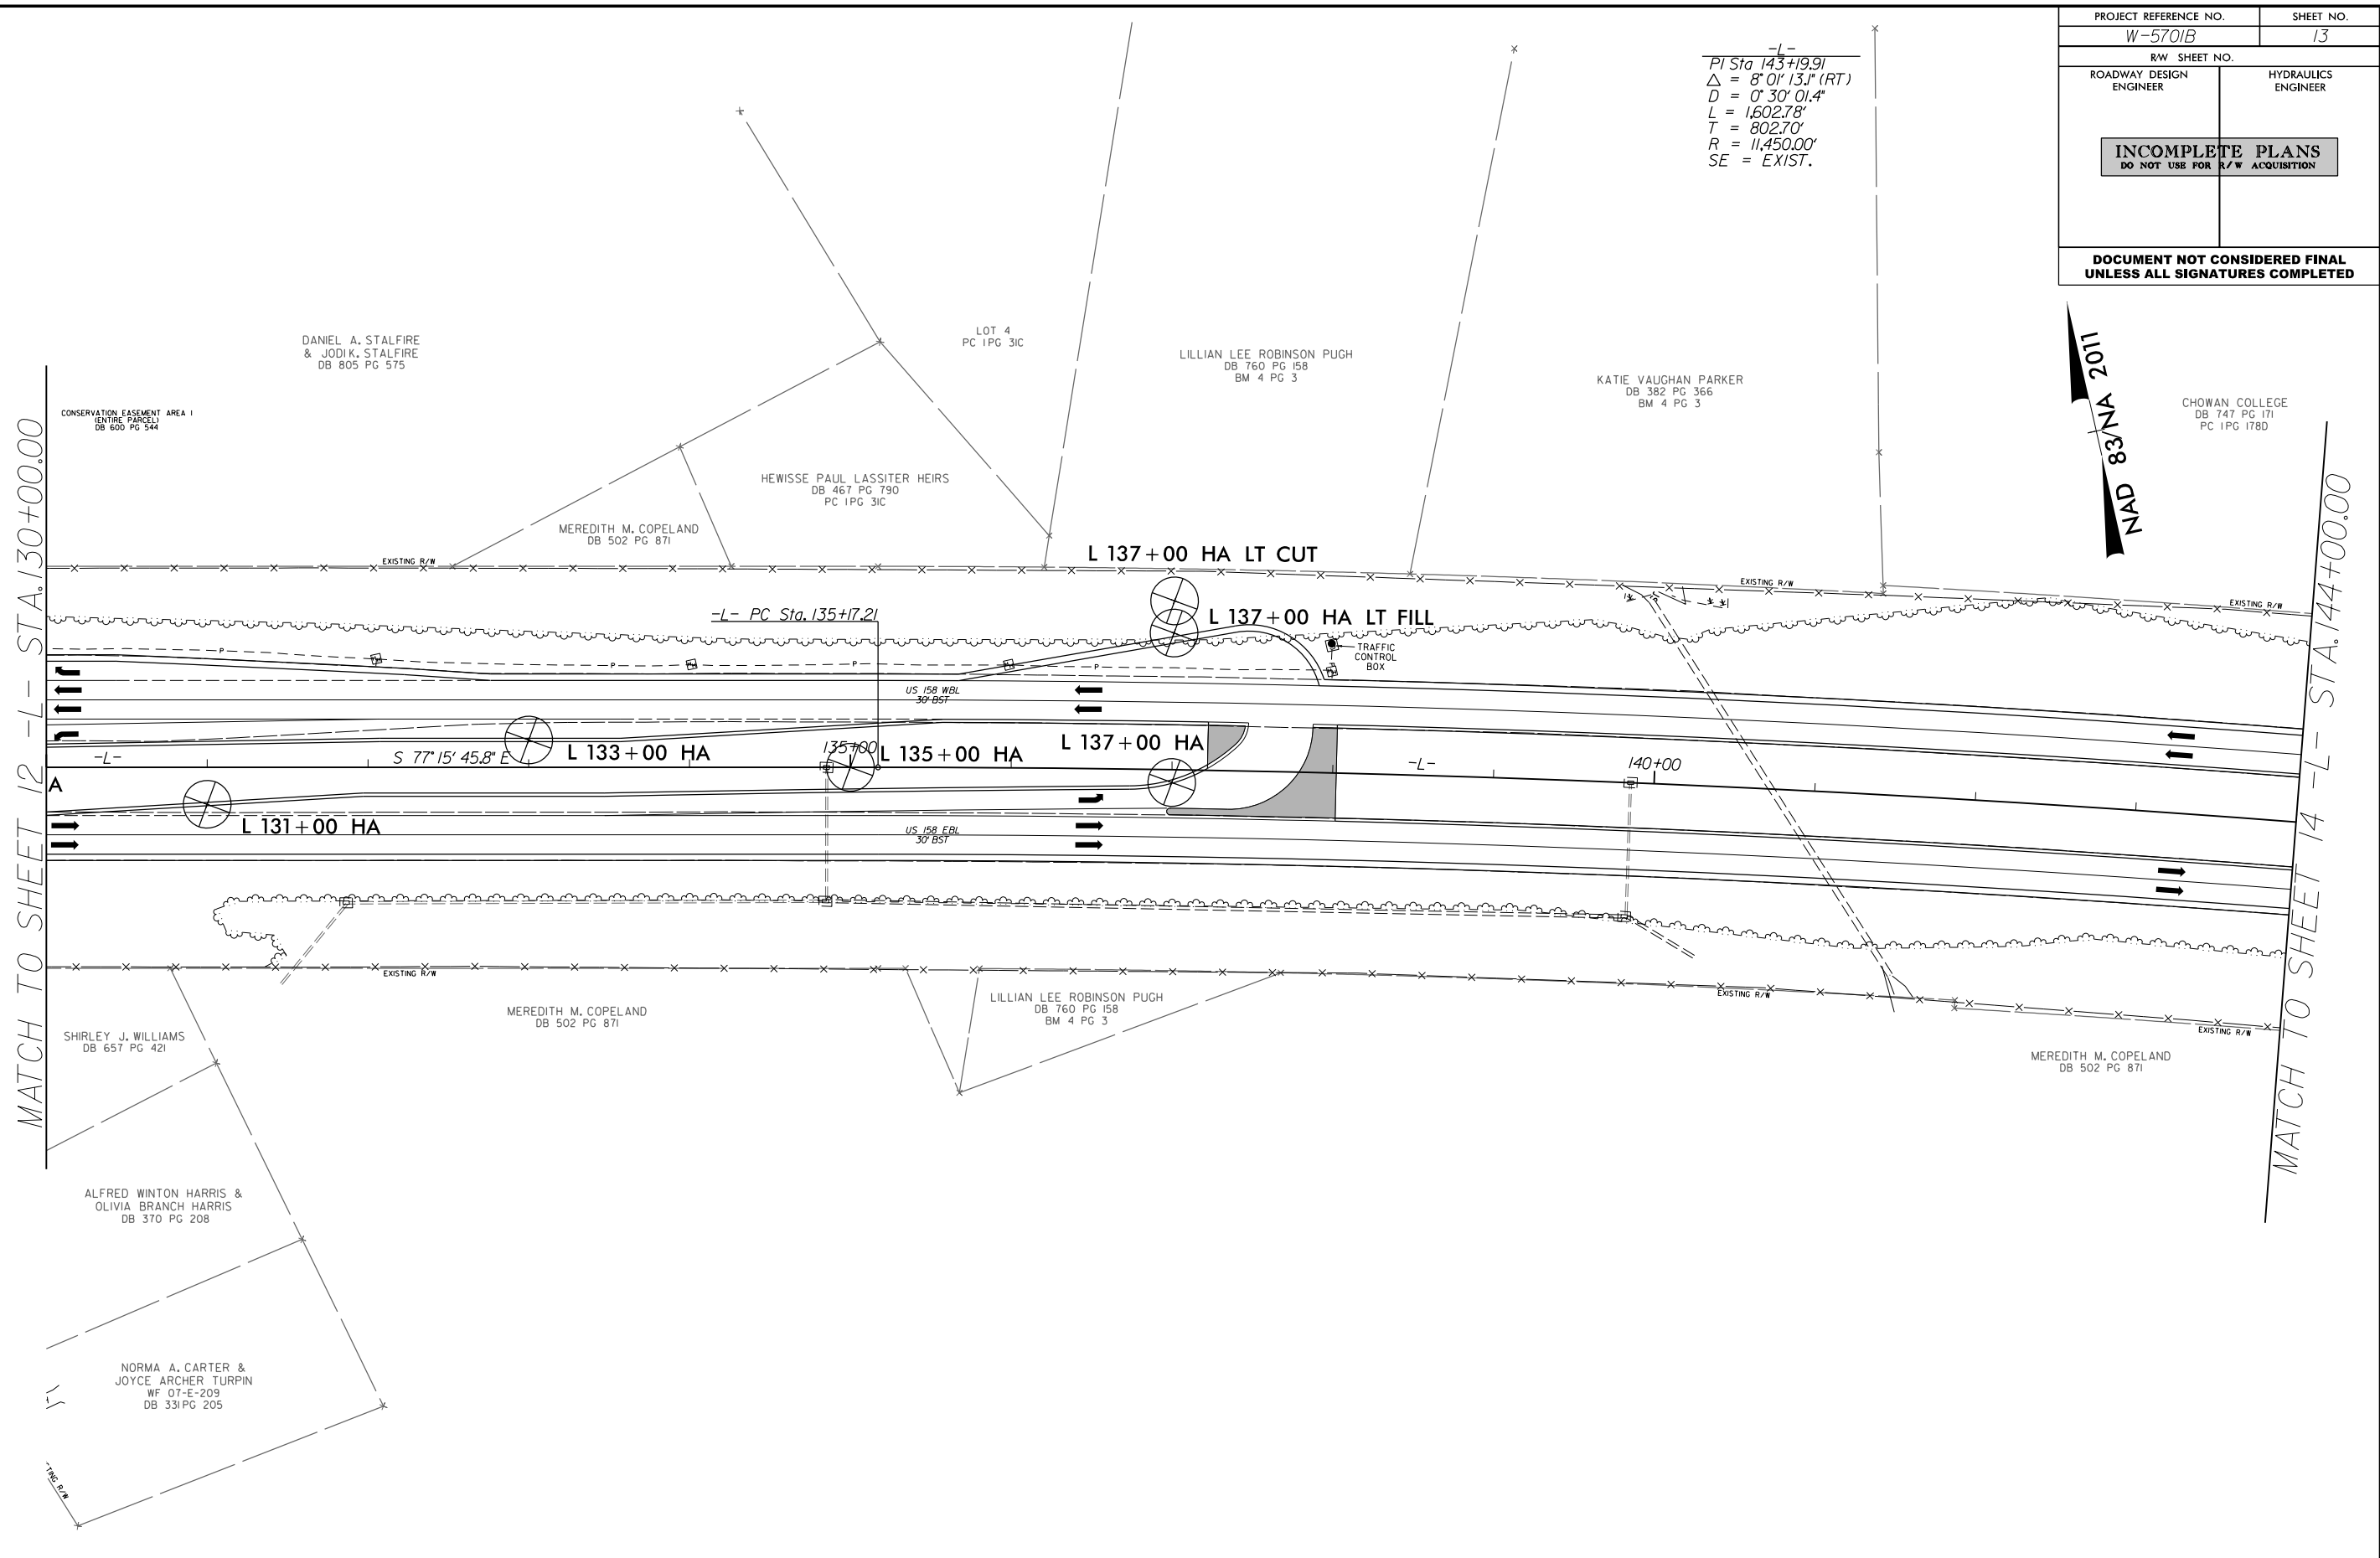 PROJECT REFERENCE NO.
SHEET NO.
W-5701B
13
R/W SHEET NO.
ROADWAY DESIGN
ENGINEER
HYDRAULICS
ENGINEER
INCOMPLETE PLANS
DO NOT USE FOR R/W ACQUISITION
DOCUMENT NOT CONSIDERED FINAL
UNLESS ALL SIGNATURES COMPLETED
-L-
PI Sta 143+19.91
Δ = 8° 01' 13.1" (RT)
D = 0° 30' 01.4"
L = 1,602.78'
T = 802.70'
R = 11,450.00'
SE = EXIST.
NAD 83/NA 2011
DANIEL A. STALFIRE
& JODI K. STALFIRE
DB 805 PG 575
LOT 4
PC 1 PG 31C
LILLIAN LEE ROBINSON PUGH
DB 760 PG 158
BM 4 PG 3
KATIE VAUGHAN PARKER
DB 382 PG 366
BM 4 PG 3
CHOWAN COLLEGE
DB 747 PG 171
PC 1 PG 178D
CONSERVATION EASEMENT AREA 1
(ENTIRE PARCEL)
DB 600 PG 544
HEWISSE PAUL LASSITER HEIRS
DB 467 PG 790
PC 1 PG 31C
MEREDITH M. COPELAND
DB 502 PG 871
MATCH TO SHEET 12 -L- STA. 130+00.00
MATCH TO SHEET 14 -L- STA. 144+00.00
EXISTING R/W
L 137+00 HA LT CUT
EXISTING R/W
EXISTING R/W
-L- PC Sta. 135+17.21
L 137+00 HA LT FILL
TRAFFIC
CONTROL
BOX
P
P
P
P
US 158 WBL
30' BST
-L-
S 77° 15' 45.8" E
L 133+00 HA
135+00
L 135+00 HA
L 137+00 HA
-L-
140+00
A
L 131+00 HA
US 158 EBL
30' BST
EXISTING R/W
EXISTING R/W
EXISTING R/W
SHIRLEY J. WILLIAMS
DB 657 PG 421
MEREDITH M. COPELAND
DB 502 PG 871
LILLIAN LEE ROBINSON PUGH
DB 760 PG 158
BM 4 PG 3
MEREDITH M. COPELAND
DB 502 PG 871
ALFRED WINTON HARRIS &
OLIVIA BRANCH HARRIS
DB 370 PG 208
NORMA A. CARTER &
JOYCE ARCHER TURPIN
WF 07-E-209
DB 331 PG 205
TING R/W